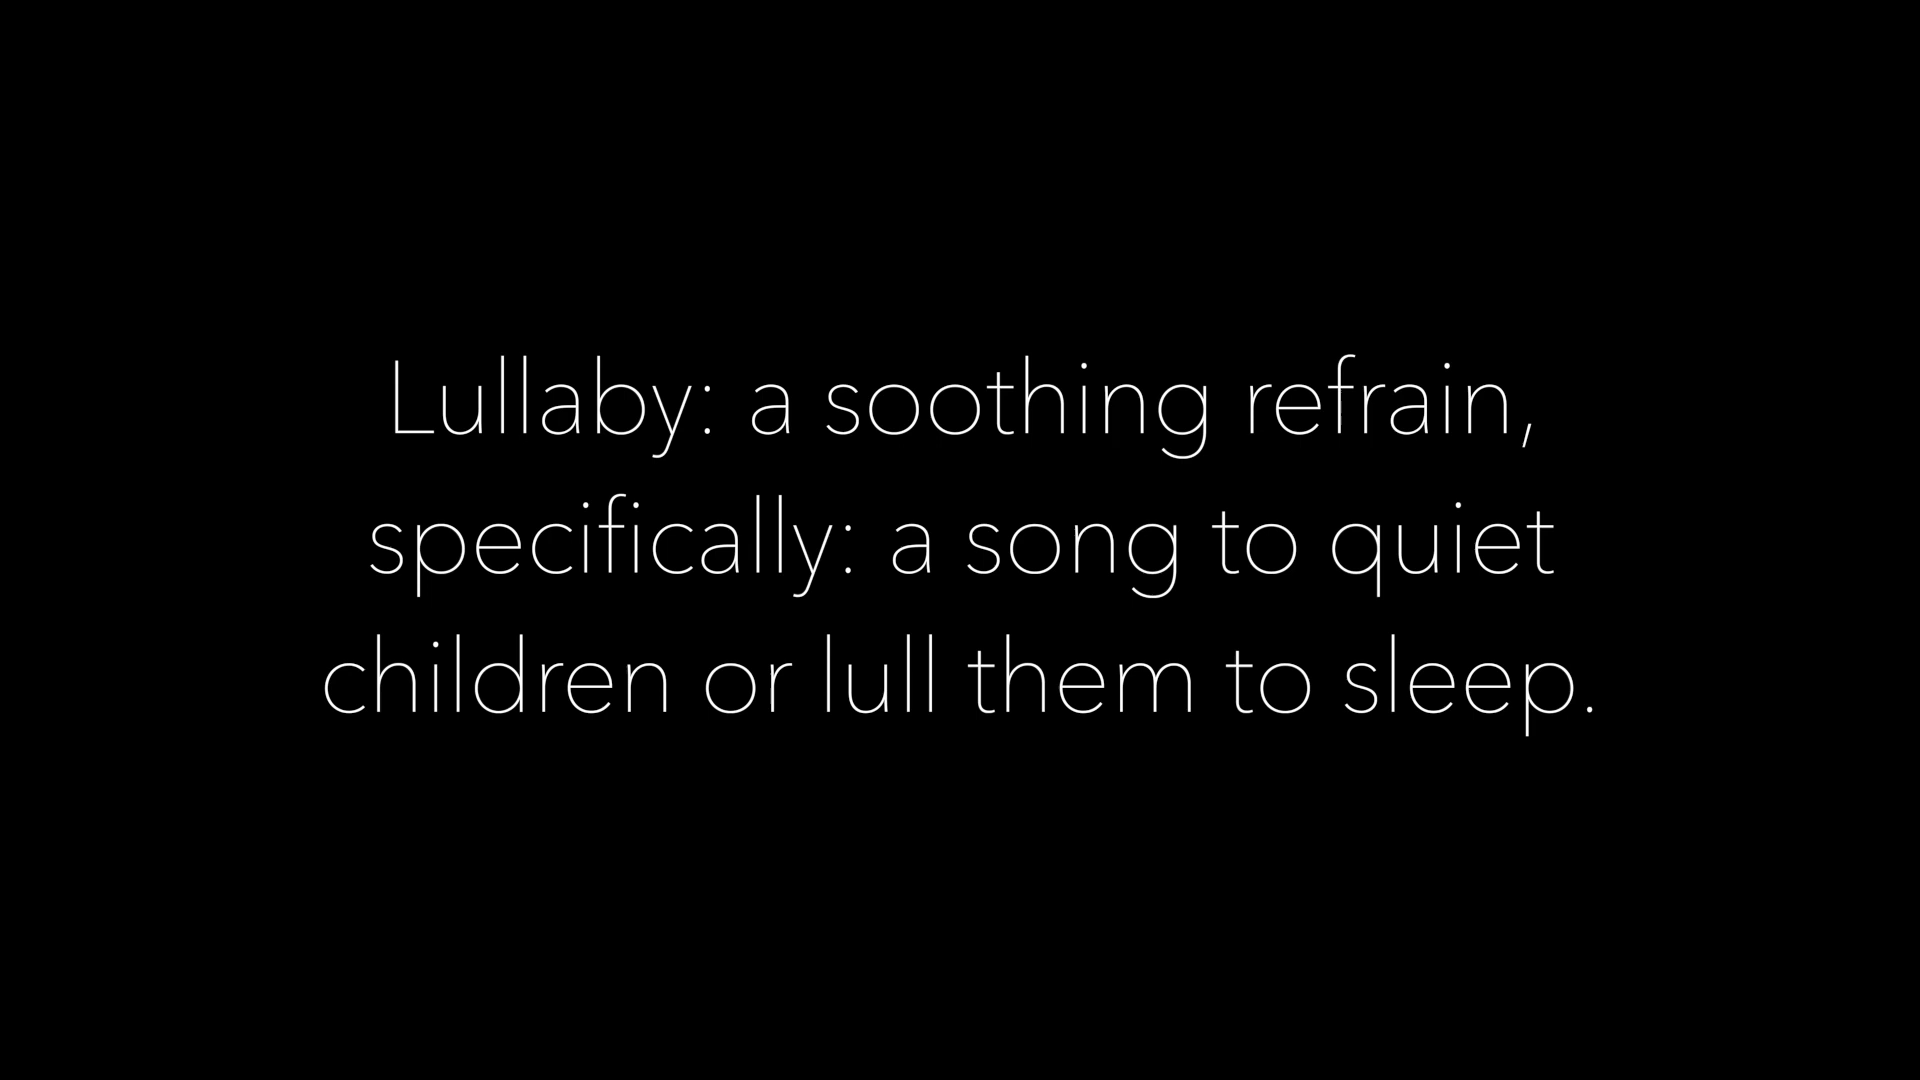 Lullaby: a soothing refrain,
specifically: a song to quiet
children or lull them to sleep.